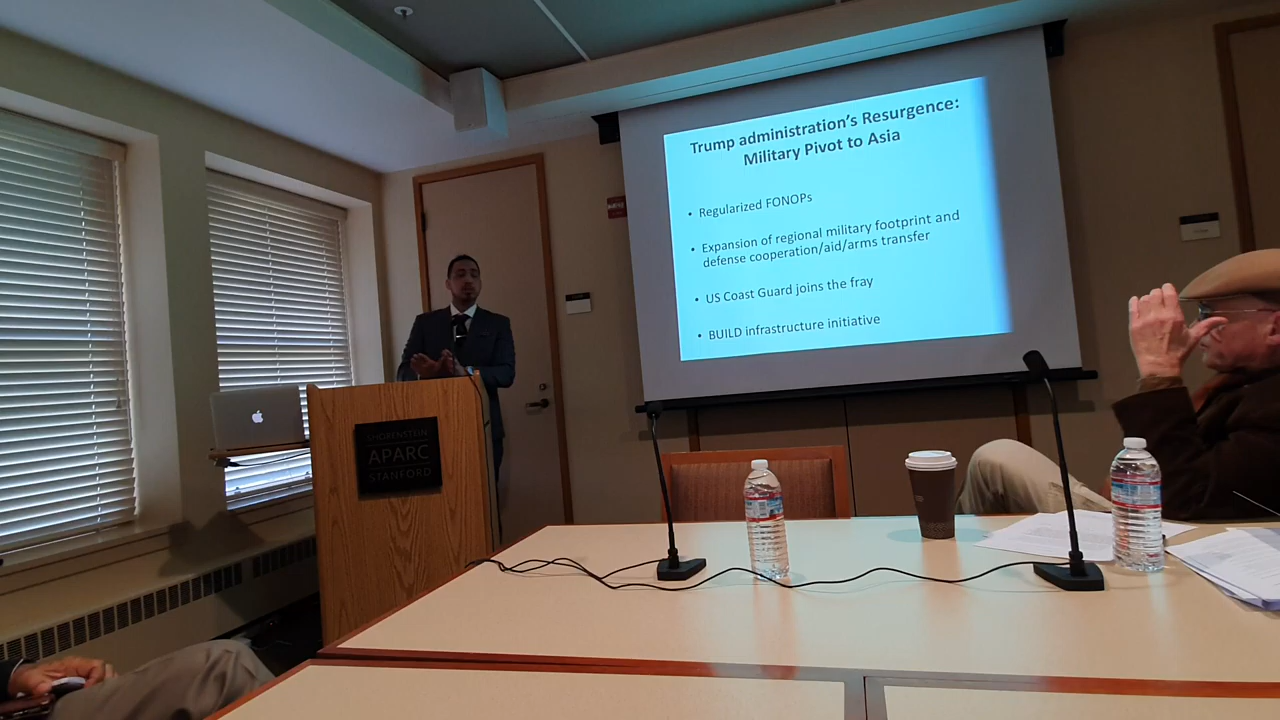 Trump administration's Resurgence:
Military Pivot to Asia
• Regularized FONOPs
• Expansion of regional military footprint and
defense cooperation/aid/arms transfer
• US Coast Guard joins the fray
• BUILD infrastructure initiative
SHORENSTEIN
APARC
STANFORD